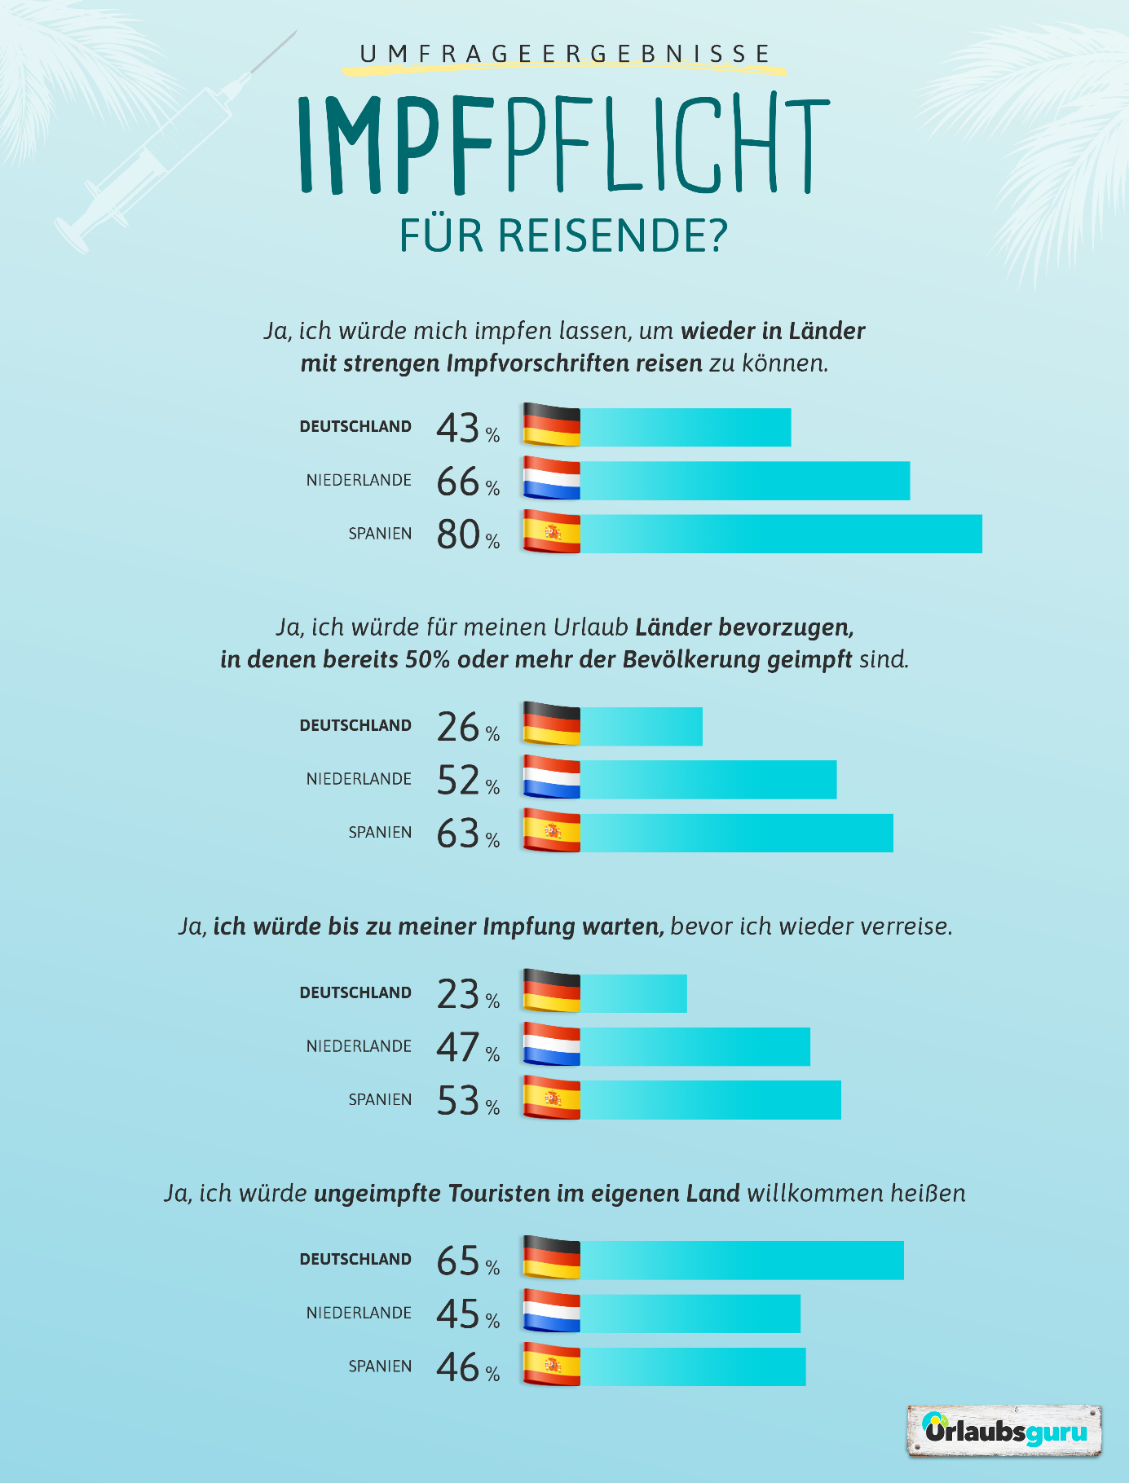 UMFRAGEERGEBNISSE
IMPFPFLICHT
FÜR REISENDE?
Ja, ich würde mich impfen lassen, um wieder in Länder
mit strengen Impfvorschriften reisen zu können.
DEUTSCHLAND 43 %
NIEDERLANDE 66 %
SPANIEN 80 %
Ja, ich würde für meinen Urlaub Länder bevorzugen,
in denen bereits 50% oder mehr der Bevölkerung geimpft sind.
DEUTSCHLAND 26 %
NIEDERLANDE 52 %
SPANIEN 63 %
Ja, ich würde bis zu meiner Impfung warten, bevor ich wieder verreise.
DEUTSCHLAND 23 %
NIEDERLANDE 47 %
SPANIEN 53 %
Ja, ich würde ungeimpfte Touristen im eigenen Land willkommen heißen
DEUTSCHLAND 65 %
NIEDERLANDE 45 %
SPANIEN 46 %
Urlaubsguru